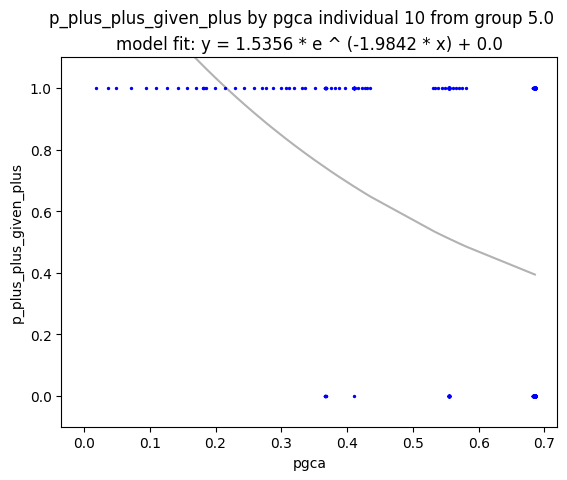 p_plus_plus_given_plus by pgca individual 10 from group 5.0
model fit: y = 1.5356 * e ^ (-1.9842 * x) + 0.0
1.0
0.8
0.6
0.4
0.2
0.0
p_plus_plus_given_plus
0.0 0.1 0.2 0.3 0.4 0.5 0.6 0.7
pgca